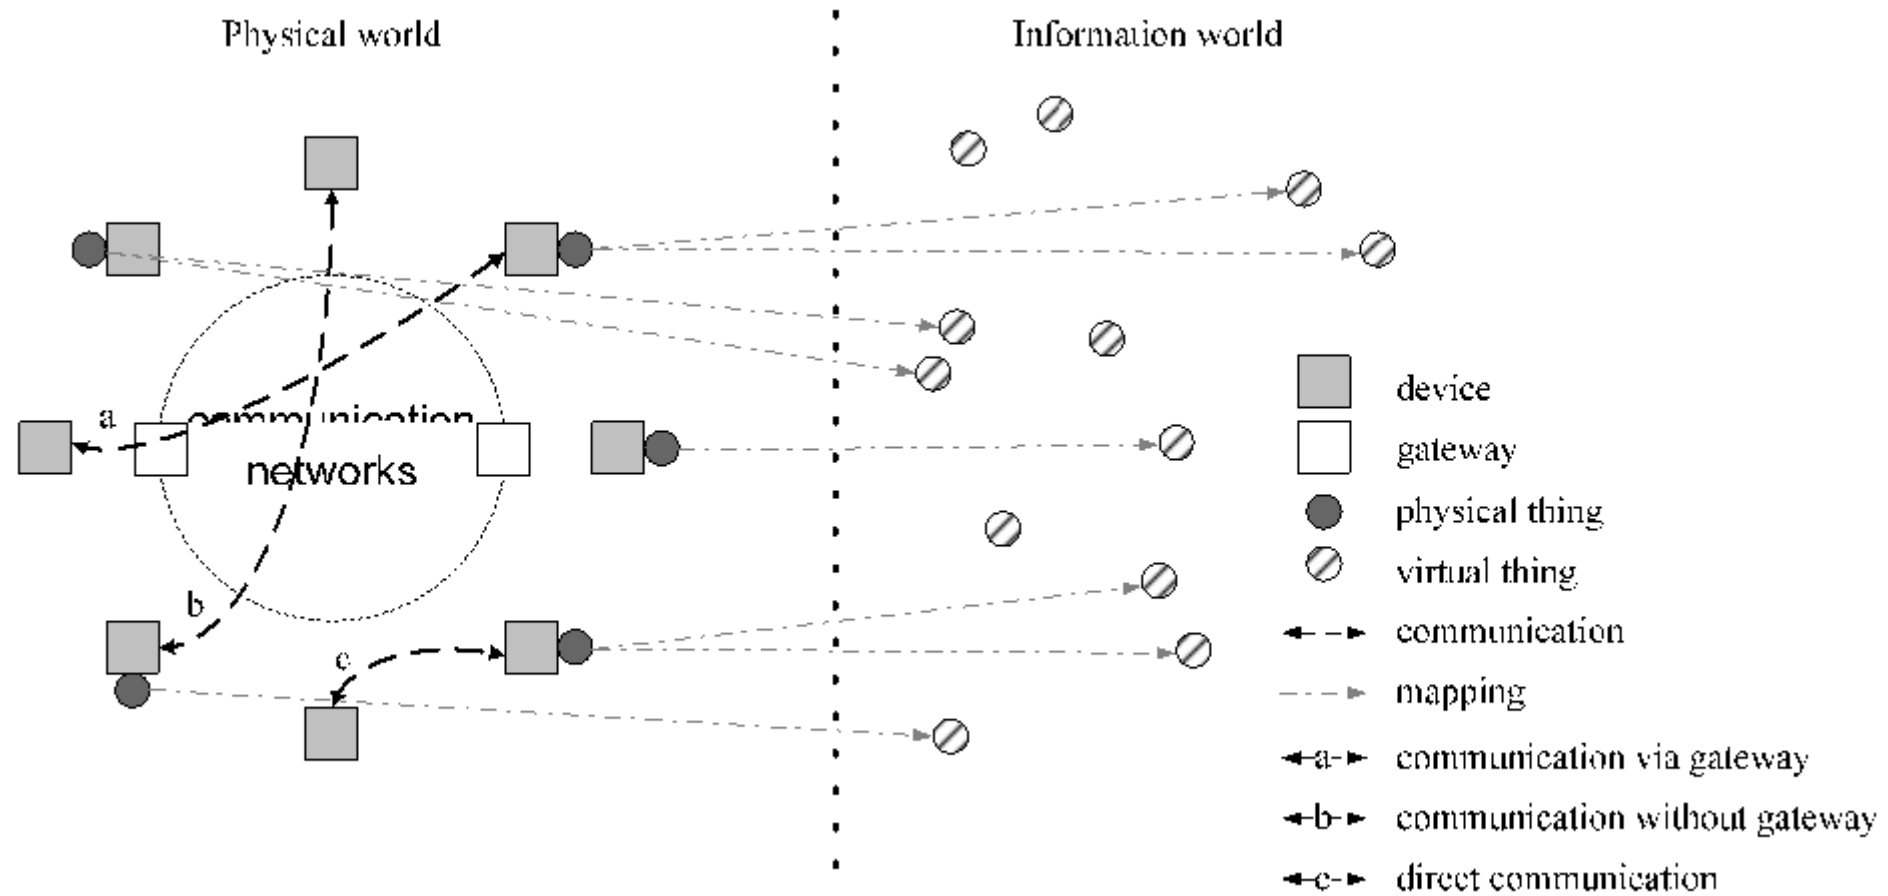 Physical world
Information world
a
communication
networks
b
c
device
gateway
physical thing
virtual thing
communication
mapping
a communication via gateway
b communication without gateway
c direct communication